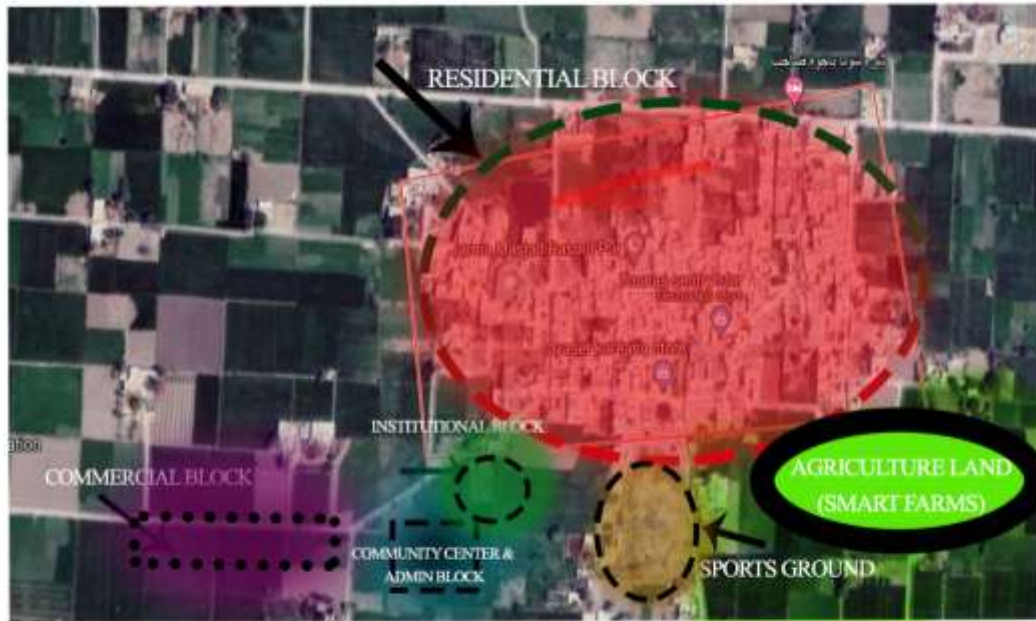 RESIDENTIAL BLOCK
INSTITUTIONAL BLOCK
COMMERCIAL BLOCK
COMMUNITY CENTER &
ADMIN BLOCK
AGRICULTURE LAND
(SMART FARMS)
SPORTS GROUND